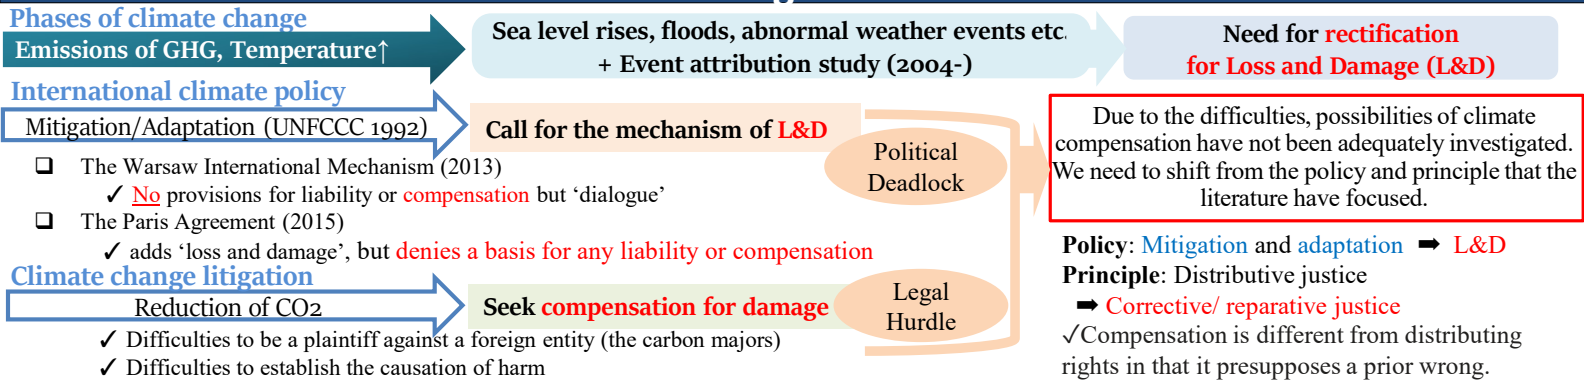 Phases of climate change
Emissions of GHG, Temperature↑
Sea level rises, floods, abnormal weather events etc.
+ Event attribution study (2004-)
Need for rectification
for Loss and Damage (L&D)
International climate policy
Mitigation/Adaptation (UNFCCC 1992)
Call for the mechanism of L&D
Political
Deadlock
❑ The Warsaw International Mechanism (2013)
✓ No provisions for liability or compensation but ‘dialogue’
❑ The Paris Agreement (2015)
✓ adds ‘loss and damage’, but denies a basis for any liability or compensation
Climate change litigation
Reduction of CO2
Seek compensation for damage
Legal
Hurdle
✓ Difficulties to be a plaintiff against a foreign entity (the carbon majors)
✓ Difficulties to establish the causation of harm
Due to the difficulties, possibilities of climate
compensation have not been adequately investigated.
We need to shift from the policy and principle that the
literature have focused.
Policy: Mitigation and adaptation ➡ L&D
Principle: Distributive justice
➡ Corrective/ reparative justice
✓Compensation is different from distributing
rights in that it presupposes a prior wrong.